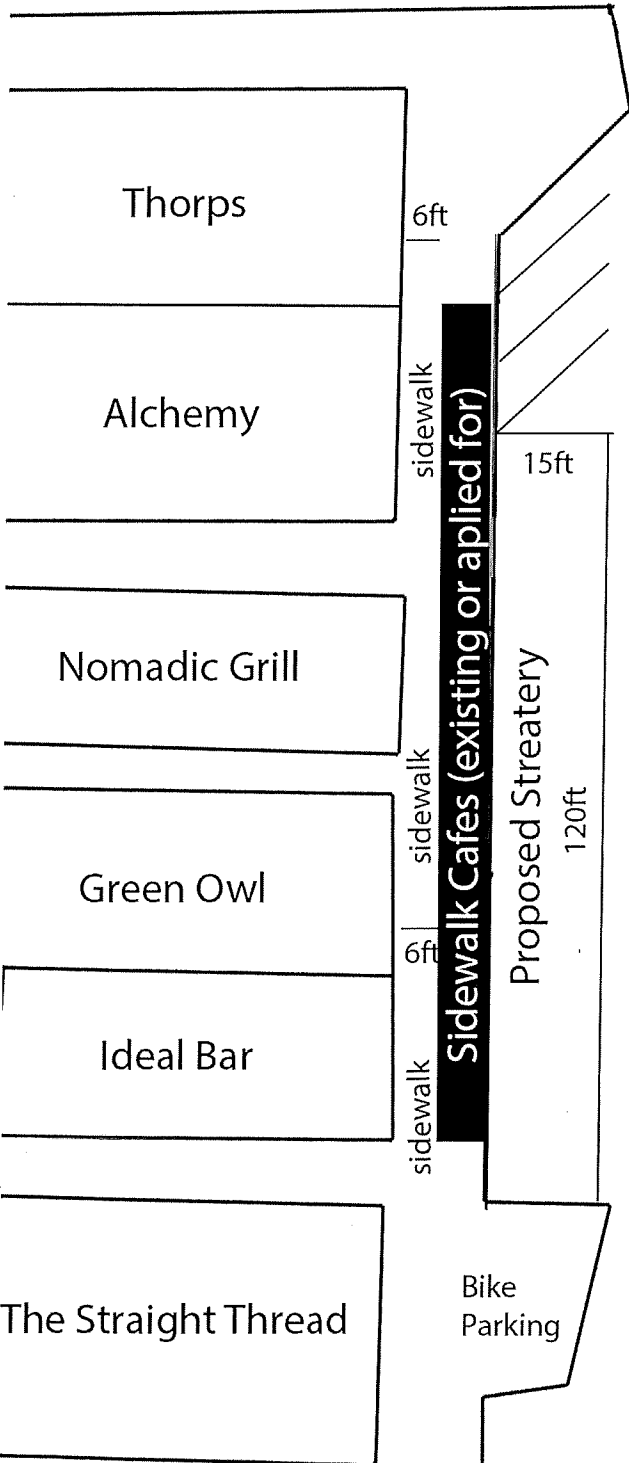 Thorps
6ft
Alchemy
sidewalk
Sidewalk Cafes (existing or aplied for)
15ft
Nomadic Grill
Proposed Streatery
120ft
sidewalk
Green Owl
6ft
Ideal Bar
sidewalk
The Straight Thread
Bike
Parking